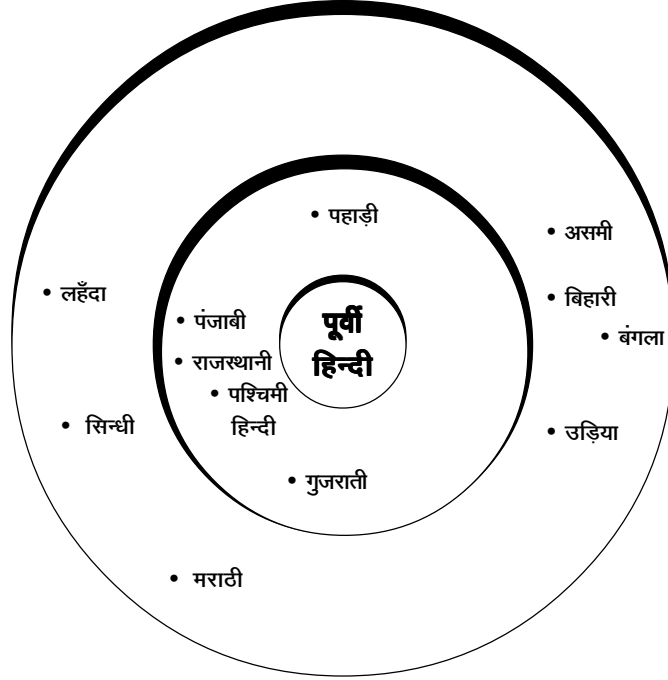 • पहाड़ी
• असमी
• लहँदा
• बिहारी
• पंजाबी
पूर्वी
हिन्दी
• बंगला
• राजस्थानी
• पश्चिमी
हिन्दी
• सिन्धी
• उड़िया
• गुजराती
• मराठी